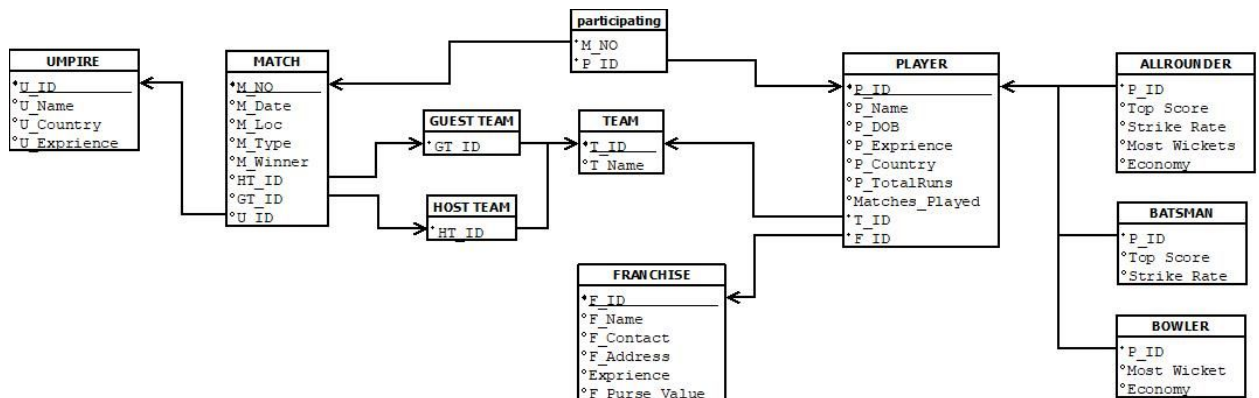 participating
M_NO
P_ID
UMPIRE
U_ID
U_Name
U_Country
U_Exprience
MATCH
M_NO
M_Date
M_Loc
M_Type
M_Winner
HT_ID
GT_ID
U_ID
GUEST TEAM
GT_ID
HOST TEAM
HT_ID
TEAM
T_ID
T_Name
FRANCHISE
F_ID
F_Name
F_Contact
F_Address
Exprience
F_Purse_Value
PLAYER
P_ID
P_Name
P_DOB
P_Exprience
P_Country
P_TotalRuns
Matches_Played
T_ID
F_ID
ALLROUNDER
P_ID
Top Score
Strike Rate
Most Wickets
Economy
BATSMAN
P_ID
Top Score
Strike Rate
BOWLER
P_ID
Most Wicket
Economy